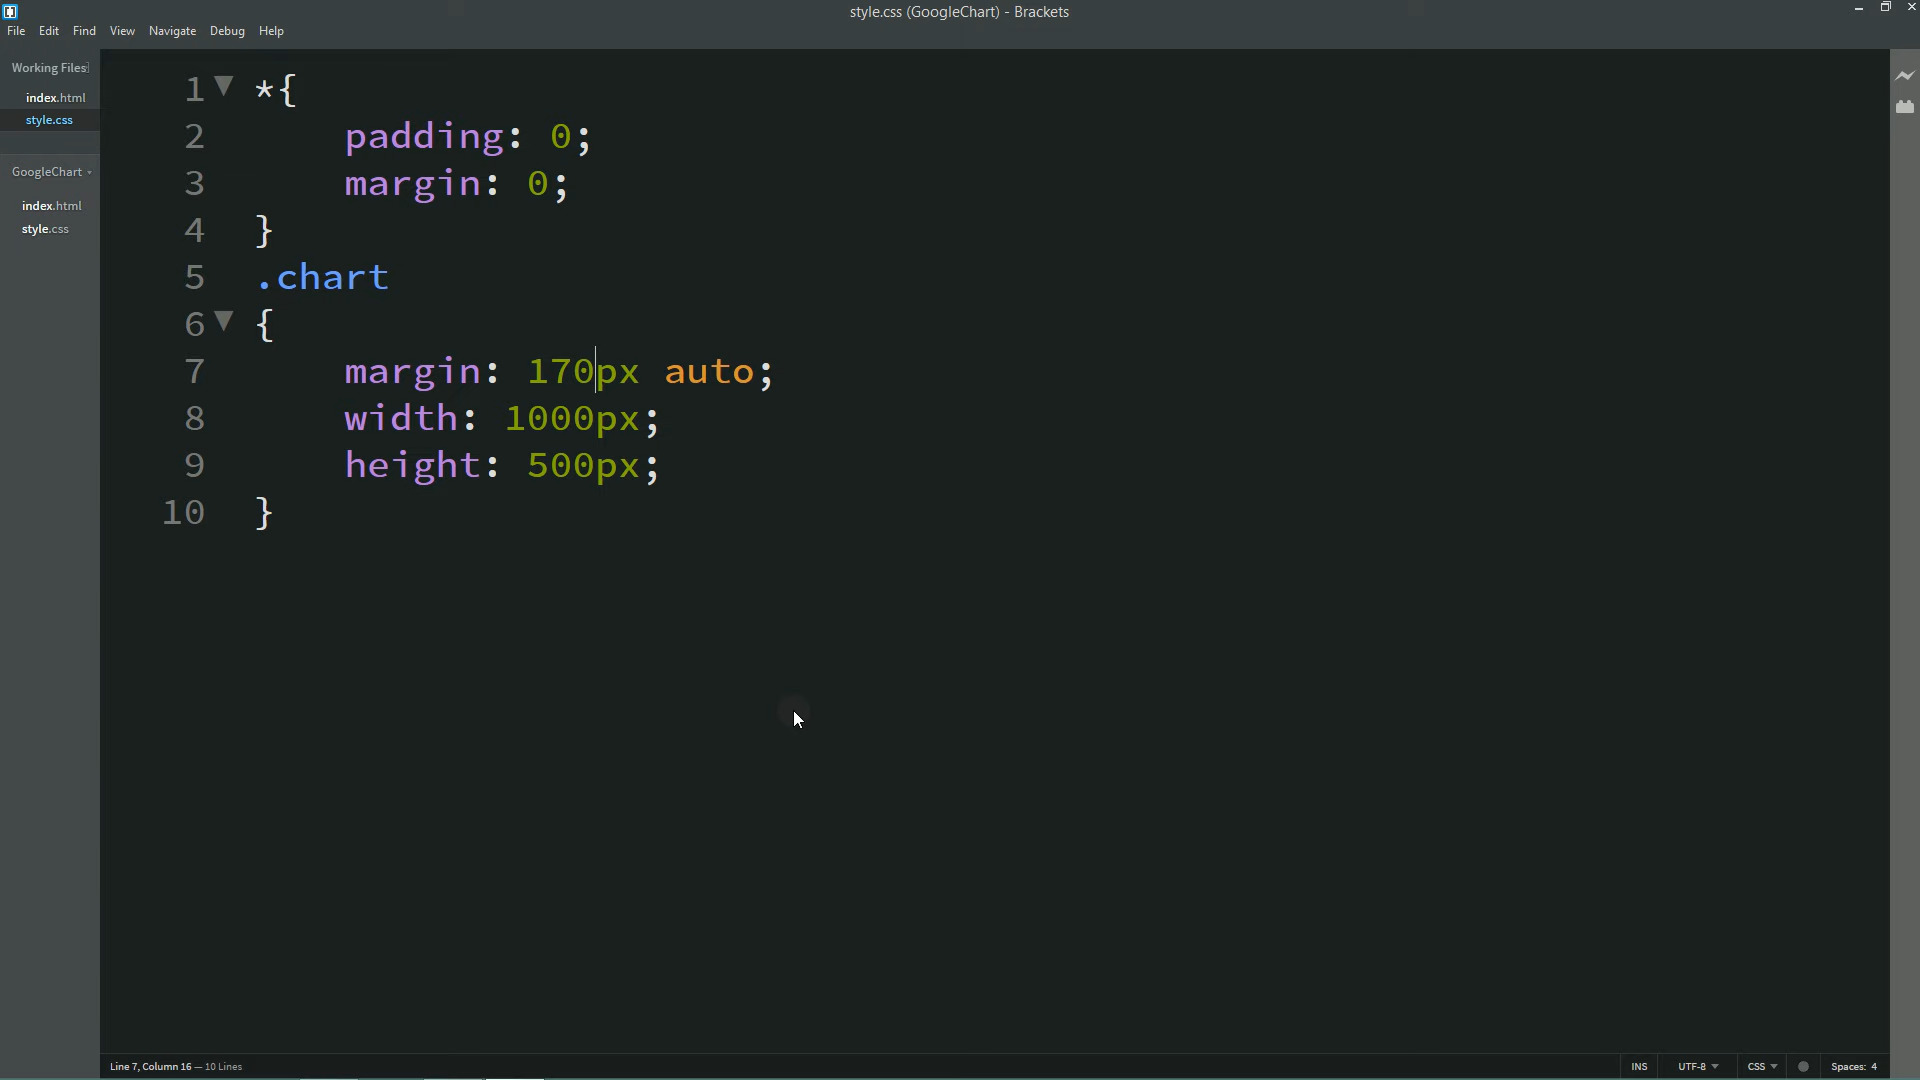 style.css (GoogleChart) - Brackets
File Edit Find View Navigate Debug Help
Working Files
index.html
style.css
GoogleChart
index.html
style.css
1 *{
2 padding: 0;
3 margin: 0;
4 }
5 .chart
6 {
7 margin: 170px auto;
8 width: 1000px;
9 height: 500px;
10 }
Line 7, Column 16 — 10 Lines
INS UTF-8 CSS Spaces: 4